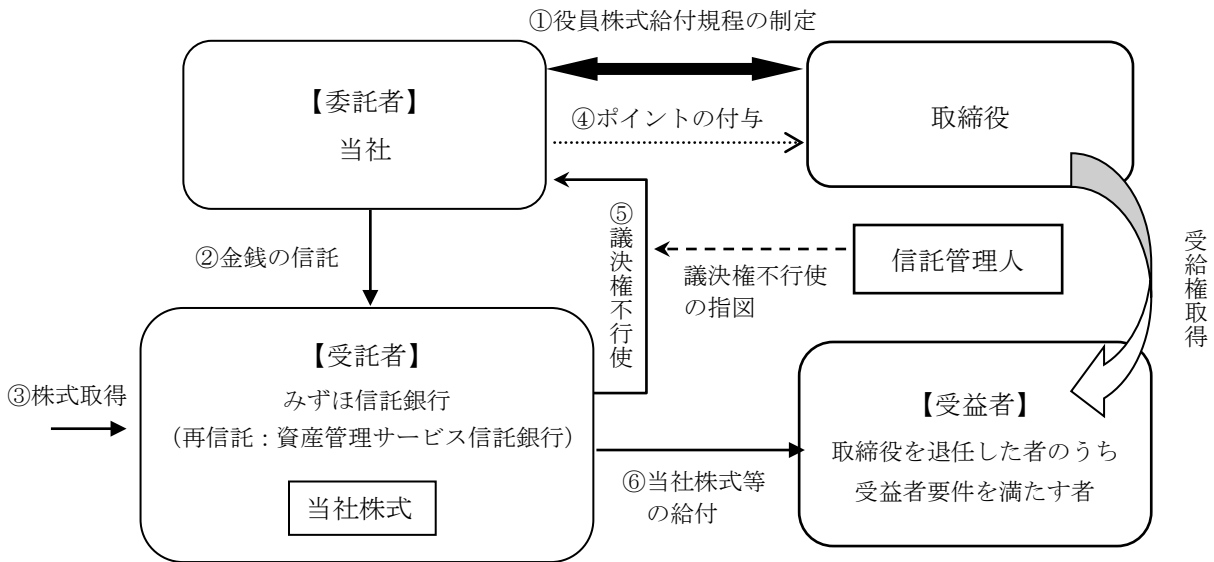 ①役員株式給付規程の制定
【委託者】
当社
④ポイントの付与
取締役
②金銭の信託
⑤議決権不行使
議決権不行使
の指図
信託管理人
受給権取得
③株式取得
【受託者】
みずほ信託銀行
（再信託：資産管理サービス信託銀行）
当社株式
⑥当社株式等
の給付
【受益者】
取締役を退任した者のうち
受益者要件を満たす者